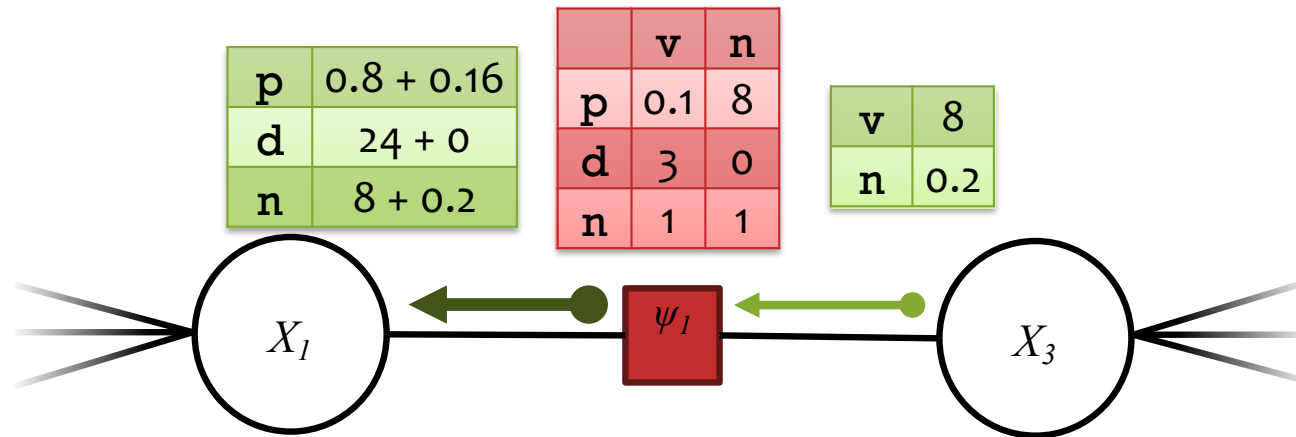 p 0.8 + 0.16
d 24 + 0
n 8 + 0.2
v n
p 0.1 8
d 3 0
n 1 1
v 8
n 0.2
X1
ψ1
X3